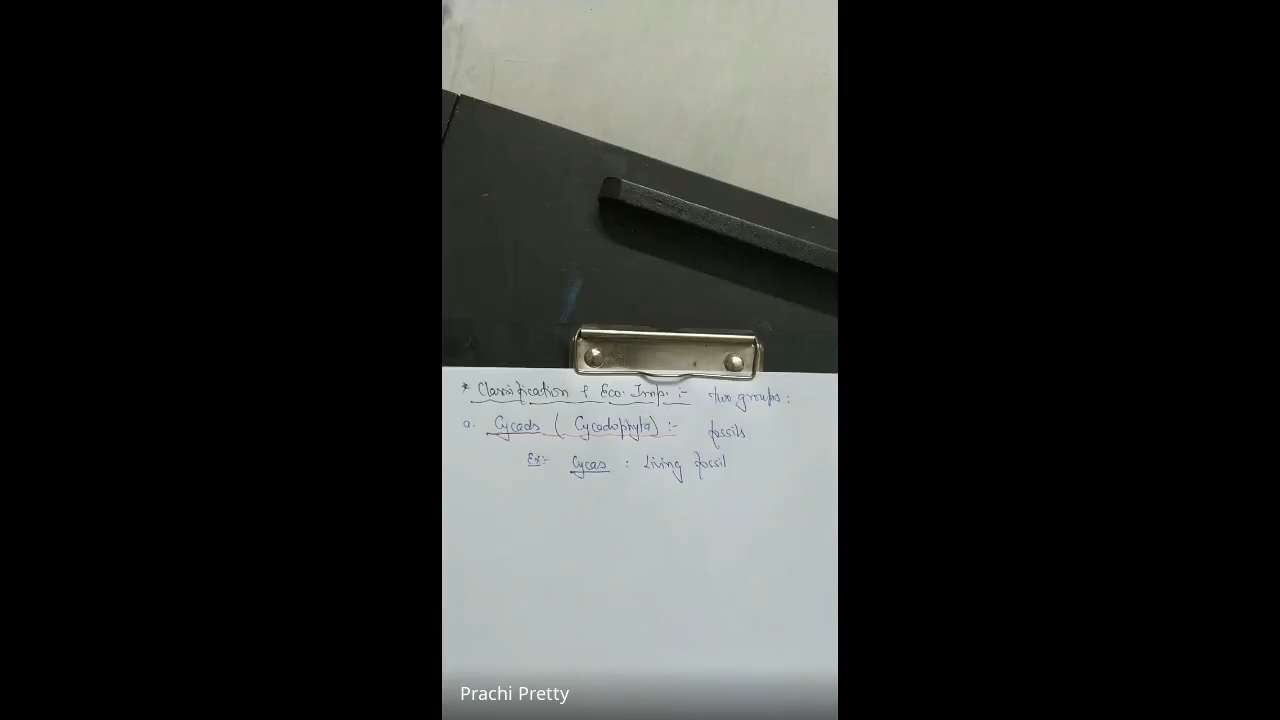 * Classification & Eco. Imp. :- two groups :
a. Cycads ( Cycadophyta) :- fossils
Ex:- Cycas : Living fossil
Prachi Pretty